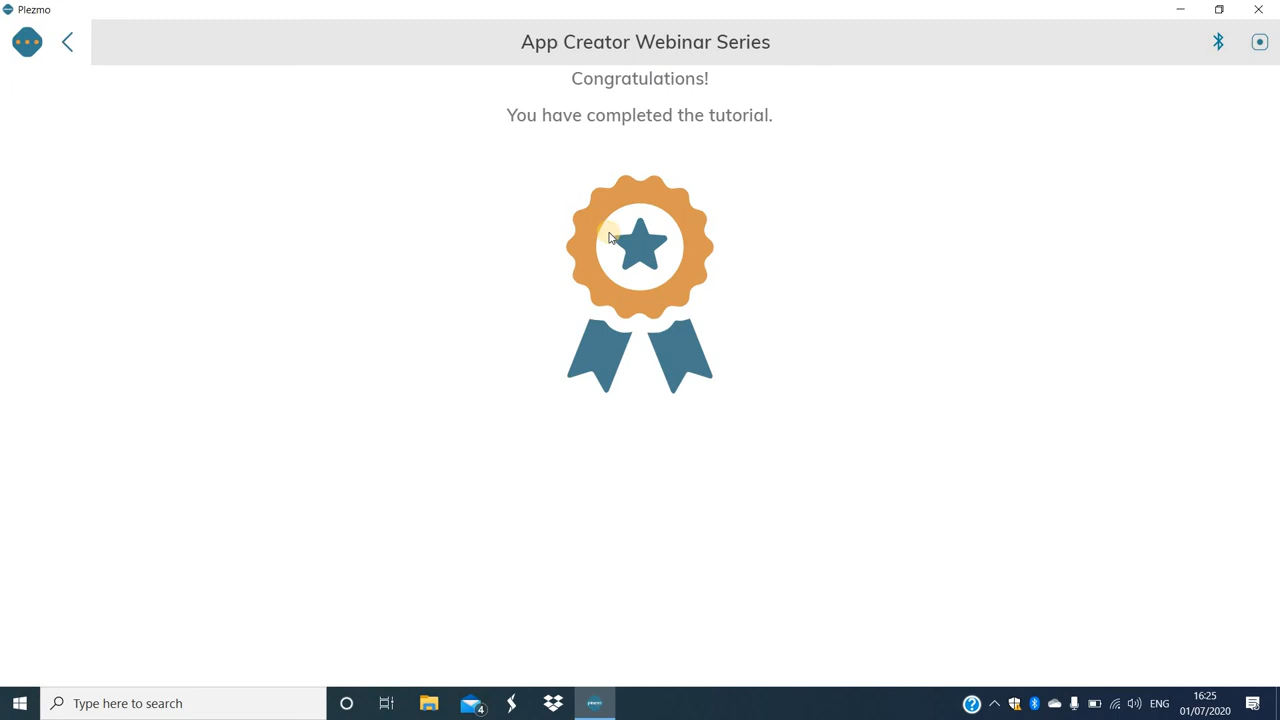 Plezmo
App Creator Webinar Series
Congratulations!
You have completed the tutorial.
Type here to search
4
plezmo
ENG
16:25
01/07/2020